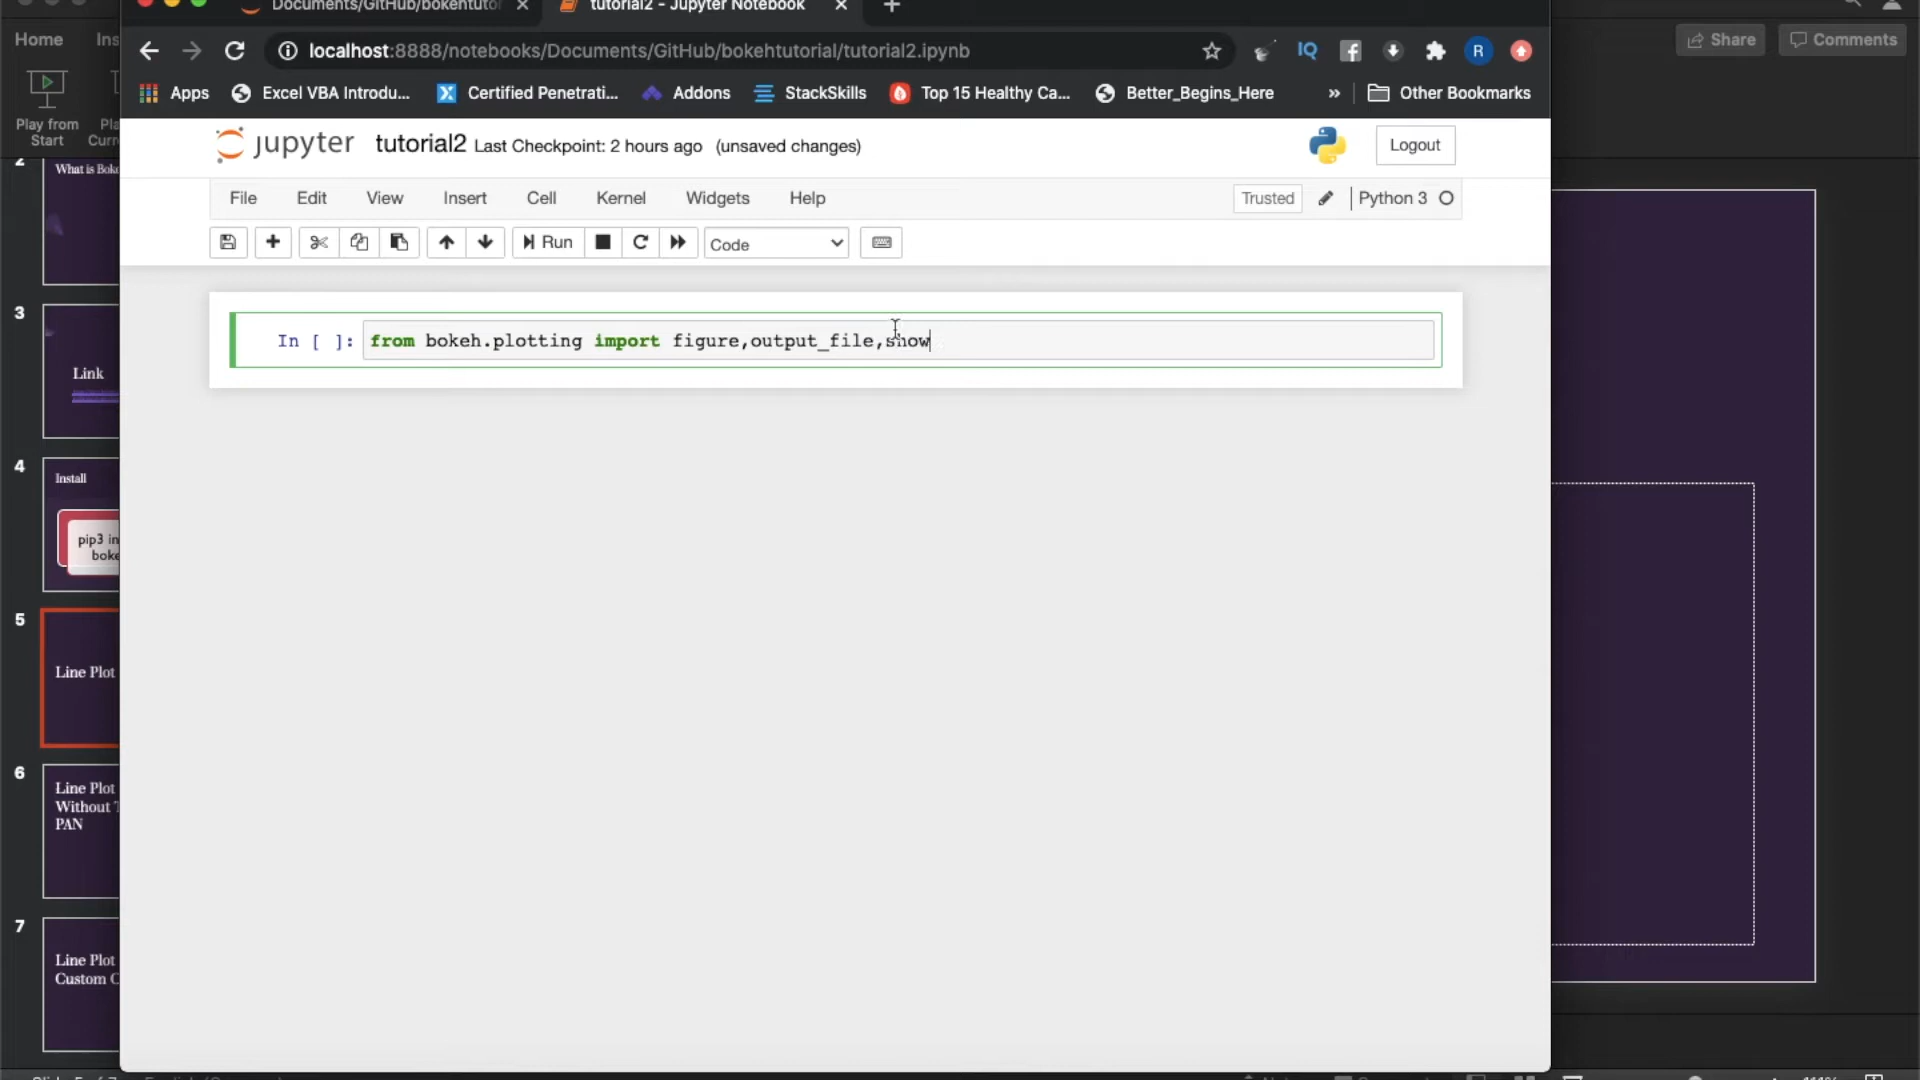 Documents/GitHub/bokehtutor
tutorial2 - Jupyter Notebook
Home
Share
Comments
localhost:8888/notebooks/Documents/GitHub/bokehtutorial/tutorial2.ipynb
IQ
R
Apps
Excel VBA Introdu...
Certified Penetrati...
Addons
StackSkills
Top 15 Healthy Ca...
Better_Begins_Here
»
Other Bookmarks
Play from
Start
jupyter
tutorial2
Last Checkpoint: 2 hours ago
(unsaved changes)
Logout
File
Edit
View
Insert
Cell
Kernel
Widgets
Help
Trusted
Python 3
Run
Code
In [ ]:
from bokeh.plotting import figure,output_file,show
2
What is Boke
3
Link
4
Install
pip3 in
boke
5
Line Plot
6
Line Plot
Without T
PAN
7
Line Plot
Custom C